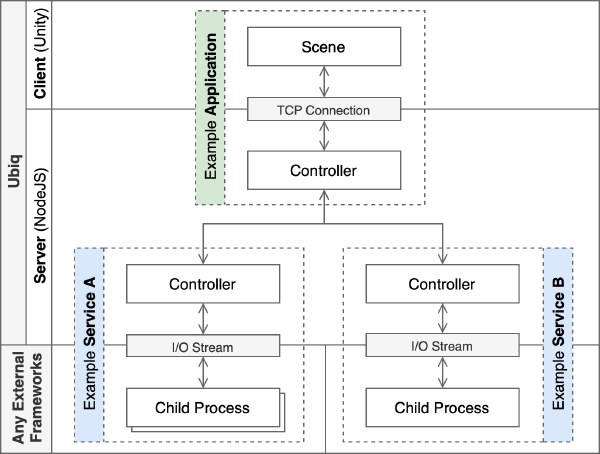 Client (Unity)
Example Application
Scene
TCP Connection
Controller
Ubiq
Server (NodeJS)
Example Service A
Controller
I/O Stream
Child Process
Controller
I/O Stream
Child Process
Example Service B
Any External
Frameworks